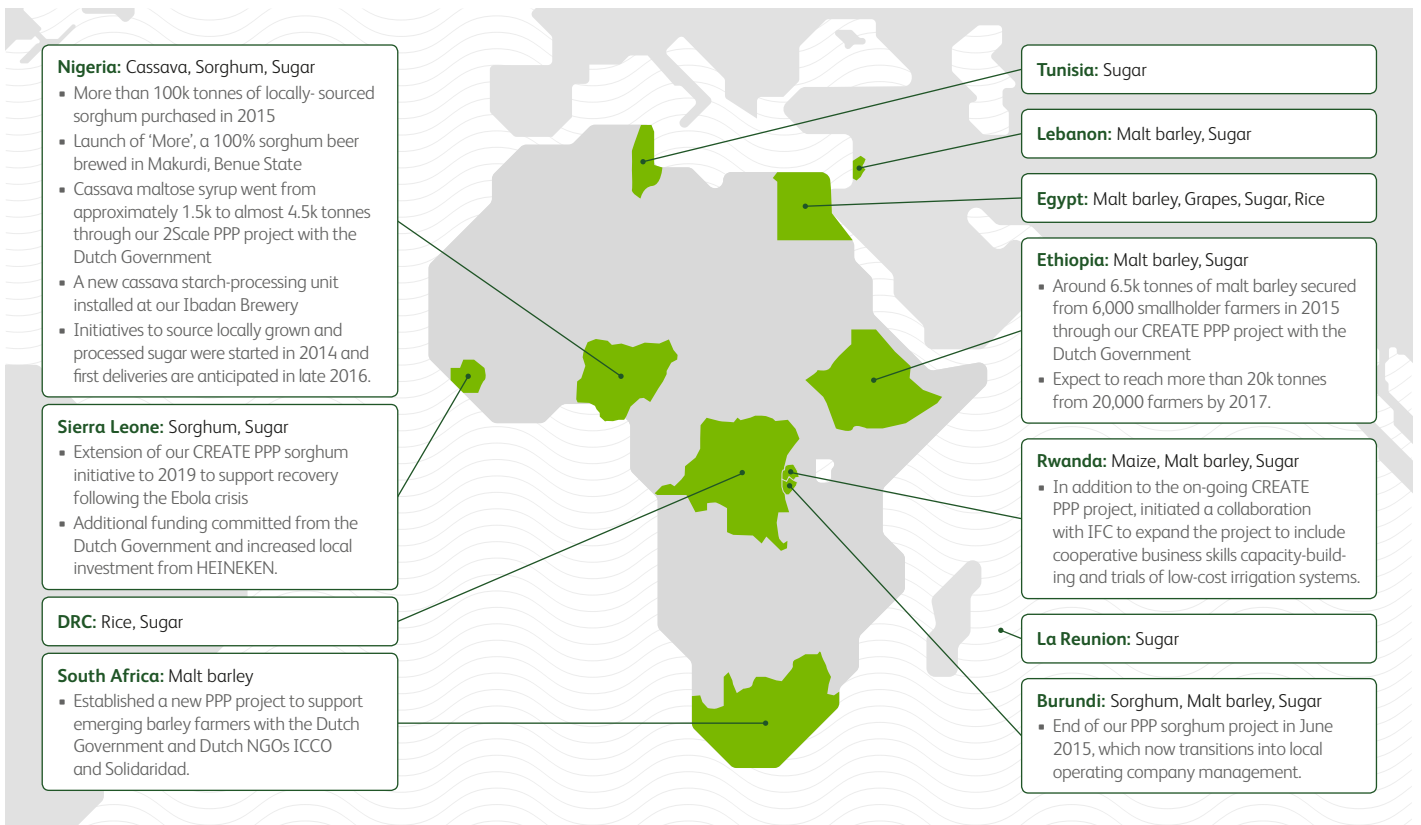 Nigeria: Cassava, Sorghum, Sugar
▪ More than 100k tonnes of locally- sourced
sorghum purchased in 2015
▪ Launch of ‘More’, a 100% sorghum beer
brewed in Makurdi, Benue State
▪ Cassava maltose syrup went from
approximately 1.5k to almost 4.5k tonnes
through our 2Scale PPP project with the
Dutch Government
▪ A new cassava starch-processing unit
installed at our Ibadan Brewery
▪ Initiatives to source locally grown and
processed sugar were started in 2014 and
first deliveries are anticipated in late 2016.
Sierra Leone: Sorghum, Sugar
▪ Extension of our CREATE PPP sorghum
initiative to 2019 to support recovery
following the Ebola crisis
▪ Additional funding committed from the
Dutch Government and increased local
investment from HEINEKEN.
DRC: Rice, Sugar
South Africa: Malt barley
▪ Established a new PPP project to support
emerging barley farmers with the Dutch
Government and Dutch NGOs ICCO
and Solidaridad.
Tunisia: Sugar
Lebanon: Malt barley, Sugar
Egypt: Malt barley, Grapes, Sugar, Rice
Ethiopia: Malt barley, Sugar
▪ Around 6.5k tonnes of malt barley secured
from 6,000 smallholder farmers in 2015
through our CREATE PPP project with the
Dutch Government
▪ Expect to reach more than 20k tonnes
from 20,000 farmers by 2017.
Rwanda: Maize, Malt barley, Sugar
▪ In addition to the on-going CREATE
PPP project, initiated a collaboration
with IFC to expand the project to include
cooperative business skills capacity-build-
ing and trials of low-cost irrigation systems.
La Reunion: Sugar
Burundi: Sorghum, Malt barley, Sugar
▪ End of our PPP sorghum project in June
2015, which now transitions into local
operating company management.